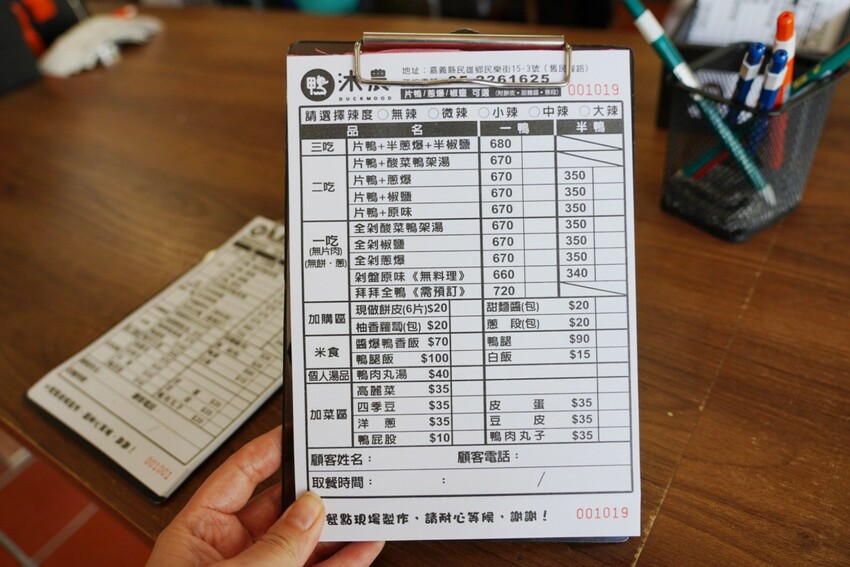 沐農
DUCKMOOD
地址:嘉義縣民雄鄉民樂街15-3號
05-2261625
001019
片鴨/蔥爆/椒鹽 可選
請選擇辣度 ○無辣 ○微辣 ○小辣 ○中辣 ○大辣
品名 一鴨 半鴨
三吃 片鴨+半蔥爆+半椒鹽 680
二吃 片鴨+酸菜鴨架湯 670
片鴨+蔥爆 670 350
片鴨+椒鹽 670 350
片鴨+原味 670 350
一吃 (無片肉) (無餅、蔥) 全剁酸菜鴨架湯 670 350
全剁椒鹽 670 350
全剁蔥爆 670 350
剁盤原味《無料理》 660 340
拜拜全鴨《需預訂》 720
加購區 現做餅皮(6片)$20 甜麵醬(包) $20
柚香蘿蔔(包) $20 蔥段(包) $20
米食 醬爆鴨香飯 $70 鴨腿 $90
鴨腿飯 $100 白飯 $15
個人湯品 鴨肉丸湯 $40
加菜區 高麗菜 $35
四季豆 $35 皮蛋 $35
洋蔥 $35 豆皮 $35
鴨屁股 $10 鴨肉丸子 $35
顧客姓名: 顧客電話:
取餐時間: : /
餐點現場製作,請耐心等候,謝謝!
001019
001001